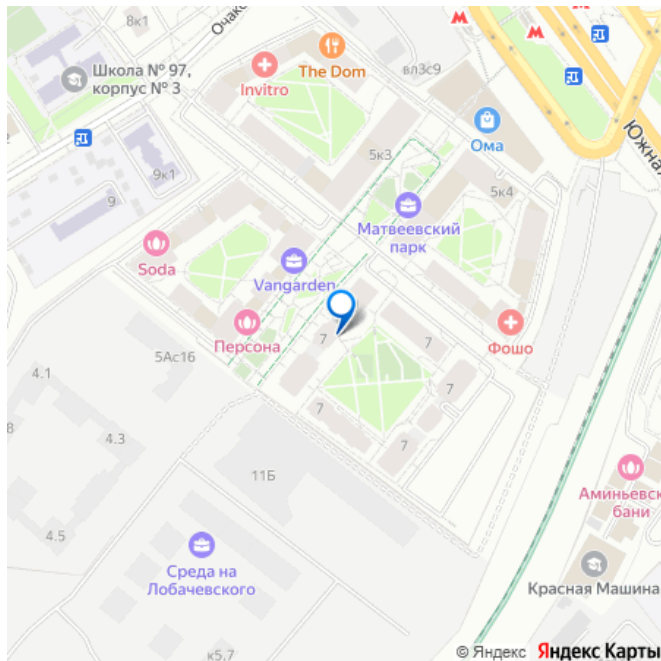 8к1
Очако
Школа № 97,
корпус № 3
Invitro
The Dom
вл3с9
Ома
Южная
5к3
9к1
9
5к4
Матвеевский
парк
Soda
Vangarden
Персона
7
7
Фошо
5Ас16
4.1
8
4.3
7
7
11Б
4.5
Среда на
Лобачевского
к5.7
Аминьевск
бани
Красная Машина
© Яндекс Яндекс Карты